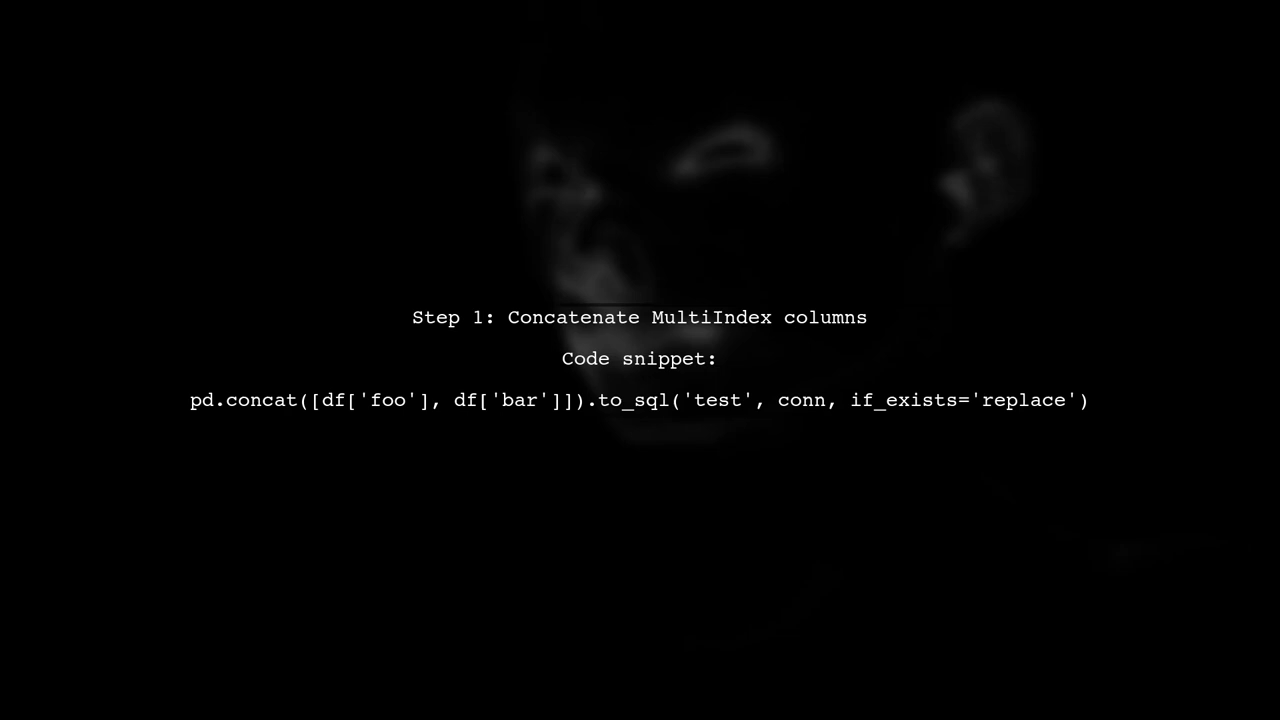 Step 1: Concatenate MultiIndex columns
Code snippet:
pd.concat([df['foo'], df['bar']]).to_sql('test', conn, if_exists='replace')